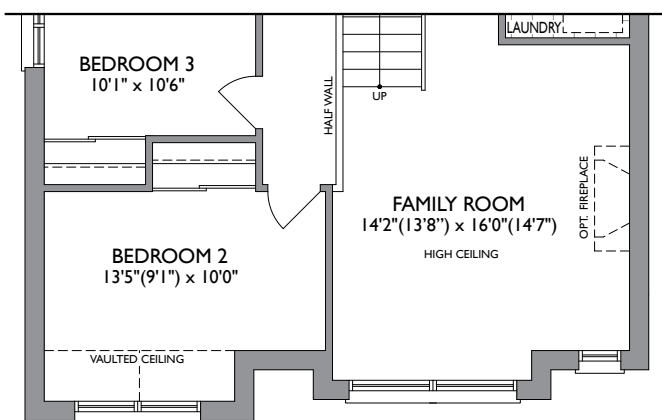 LAUNDRY
BEDROOM 3
10'1" x 10'6"
UP
HALF WALL
OPT. FIREPLACE
FAMILY ROOM
14'2"(13'8") x 16'0"(14'7")
HIGH CEILING
BEDROOM 2
13'5"(9'1") x 10'0"
VAULTED CEILING